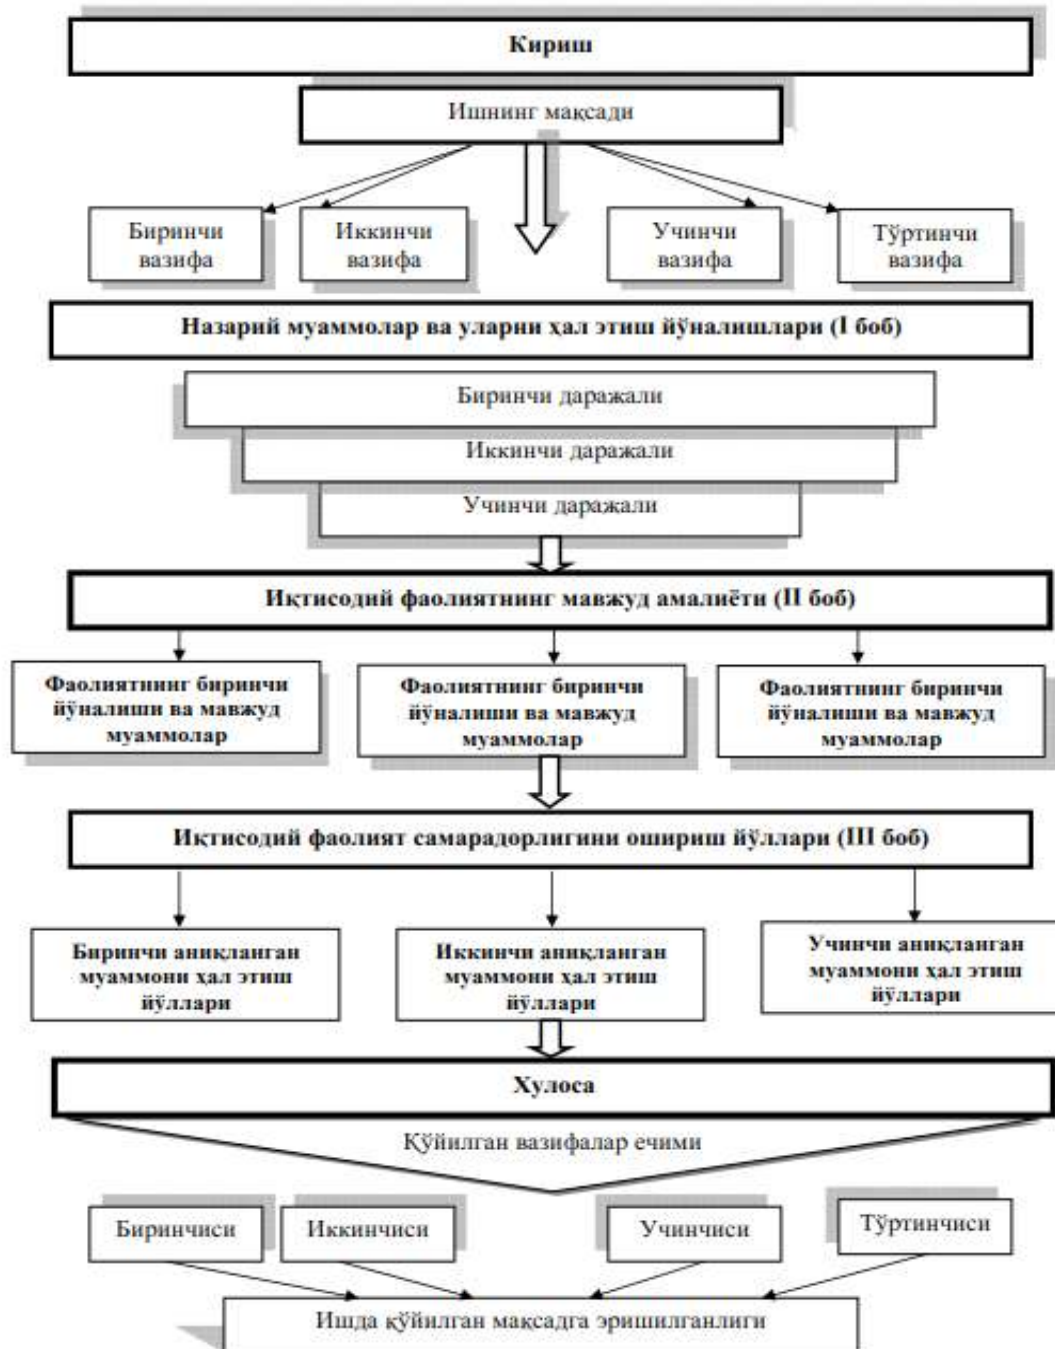 Кириш
Ишнинг мақсади
Биринчи
вазифа
Иккинчи
вазифа
Учинчи
вазифа
Тўртинчи
вазифа
Назарий муаммолар ва уларни ҳал этиш йўналишлари (I боб)
Биринчи даражали
Иккинчи даражали
Учинчи даражали
Иқтисодий фаолиятнинг мавжуд амалиёти (II боб)
Фаолиятнинг биринчи
йўналиши ва мавжуд
муаммолар
Фаолиятнинг биринчи
йўналиши ва мавжуд
муаммолар
Фаолиятнинг биринчи
йўналиши ва мавжуд
муаммолар
Иқтисодий фаолият самарадорлигини ошириш йўллари (III боб)
Биринчи аниқланган
муаммони ҳал этиш
йўллари
Иккинчи аниқланган
муаммони ҳал этиш
йўллари
Учинчи аниқланган
муаммони ҳал этиш
йўллари
Хулоса
Қўйилган вазифалар ечими
Биринчиси
Иккинчиси
Учинчиси
Тўртинчиси
Ишда қўйилган мақсадга эришилганлиги